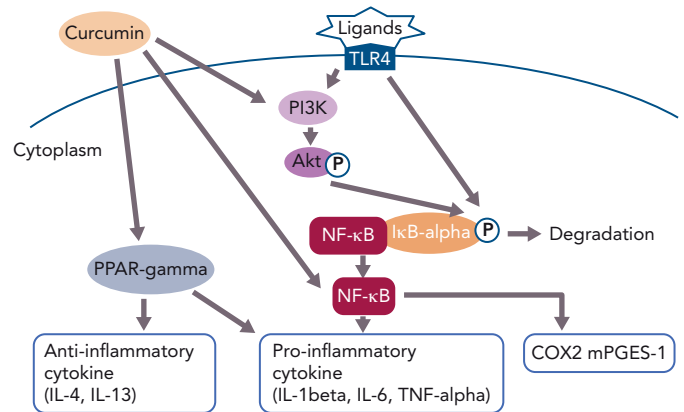 Curcumin
Ligands
TLR4
PI3K
Cytoplasm
Akt
P
NF-κB
IκB-alpha
P
Degradation
PPAR-gamma
NF-κB
Anti-inflammatory
cytokine
(IL-4, IL-13)
Pro-inflammatory
cytokine
(IL-1beta, IL-6, TNF-alpha)
COX2 mPGES-1